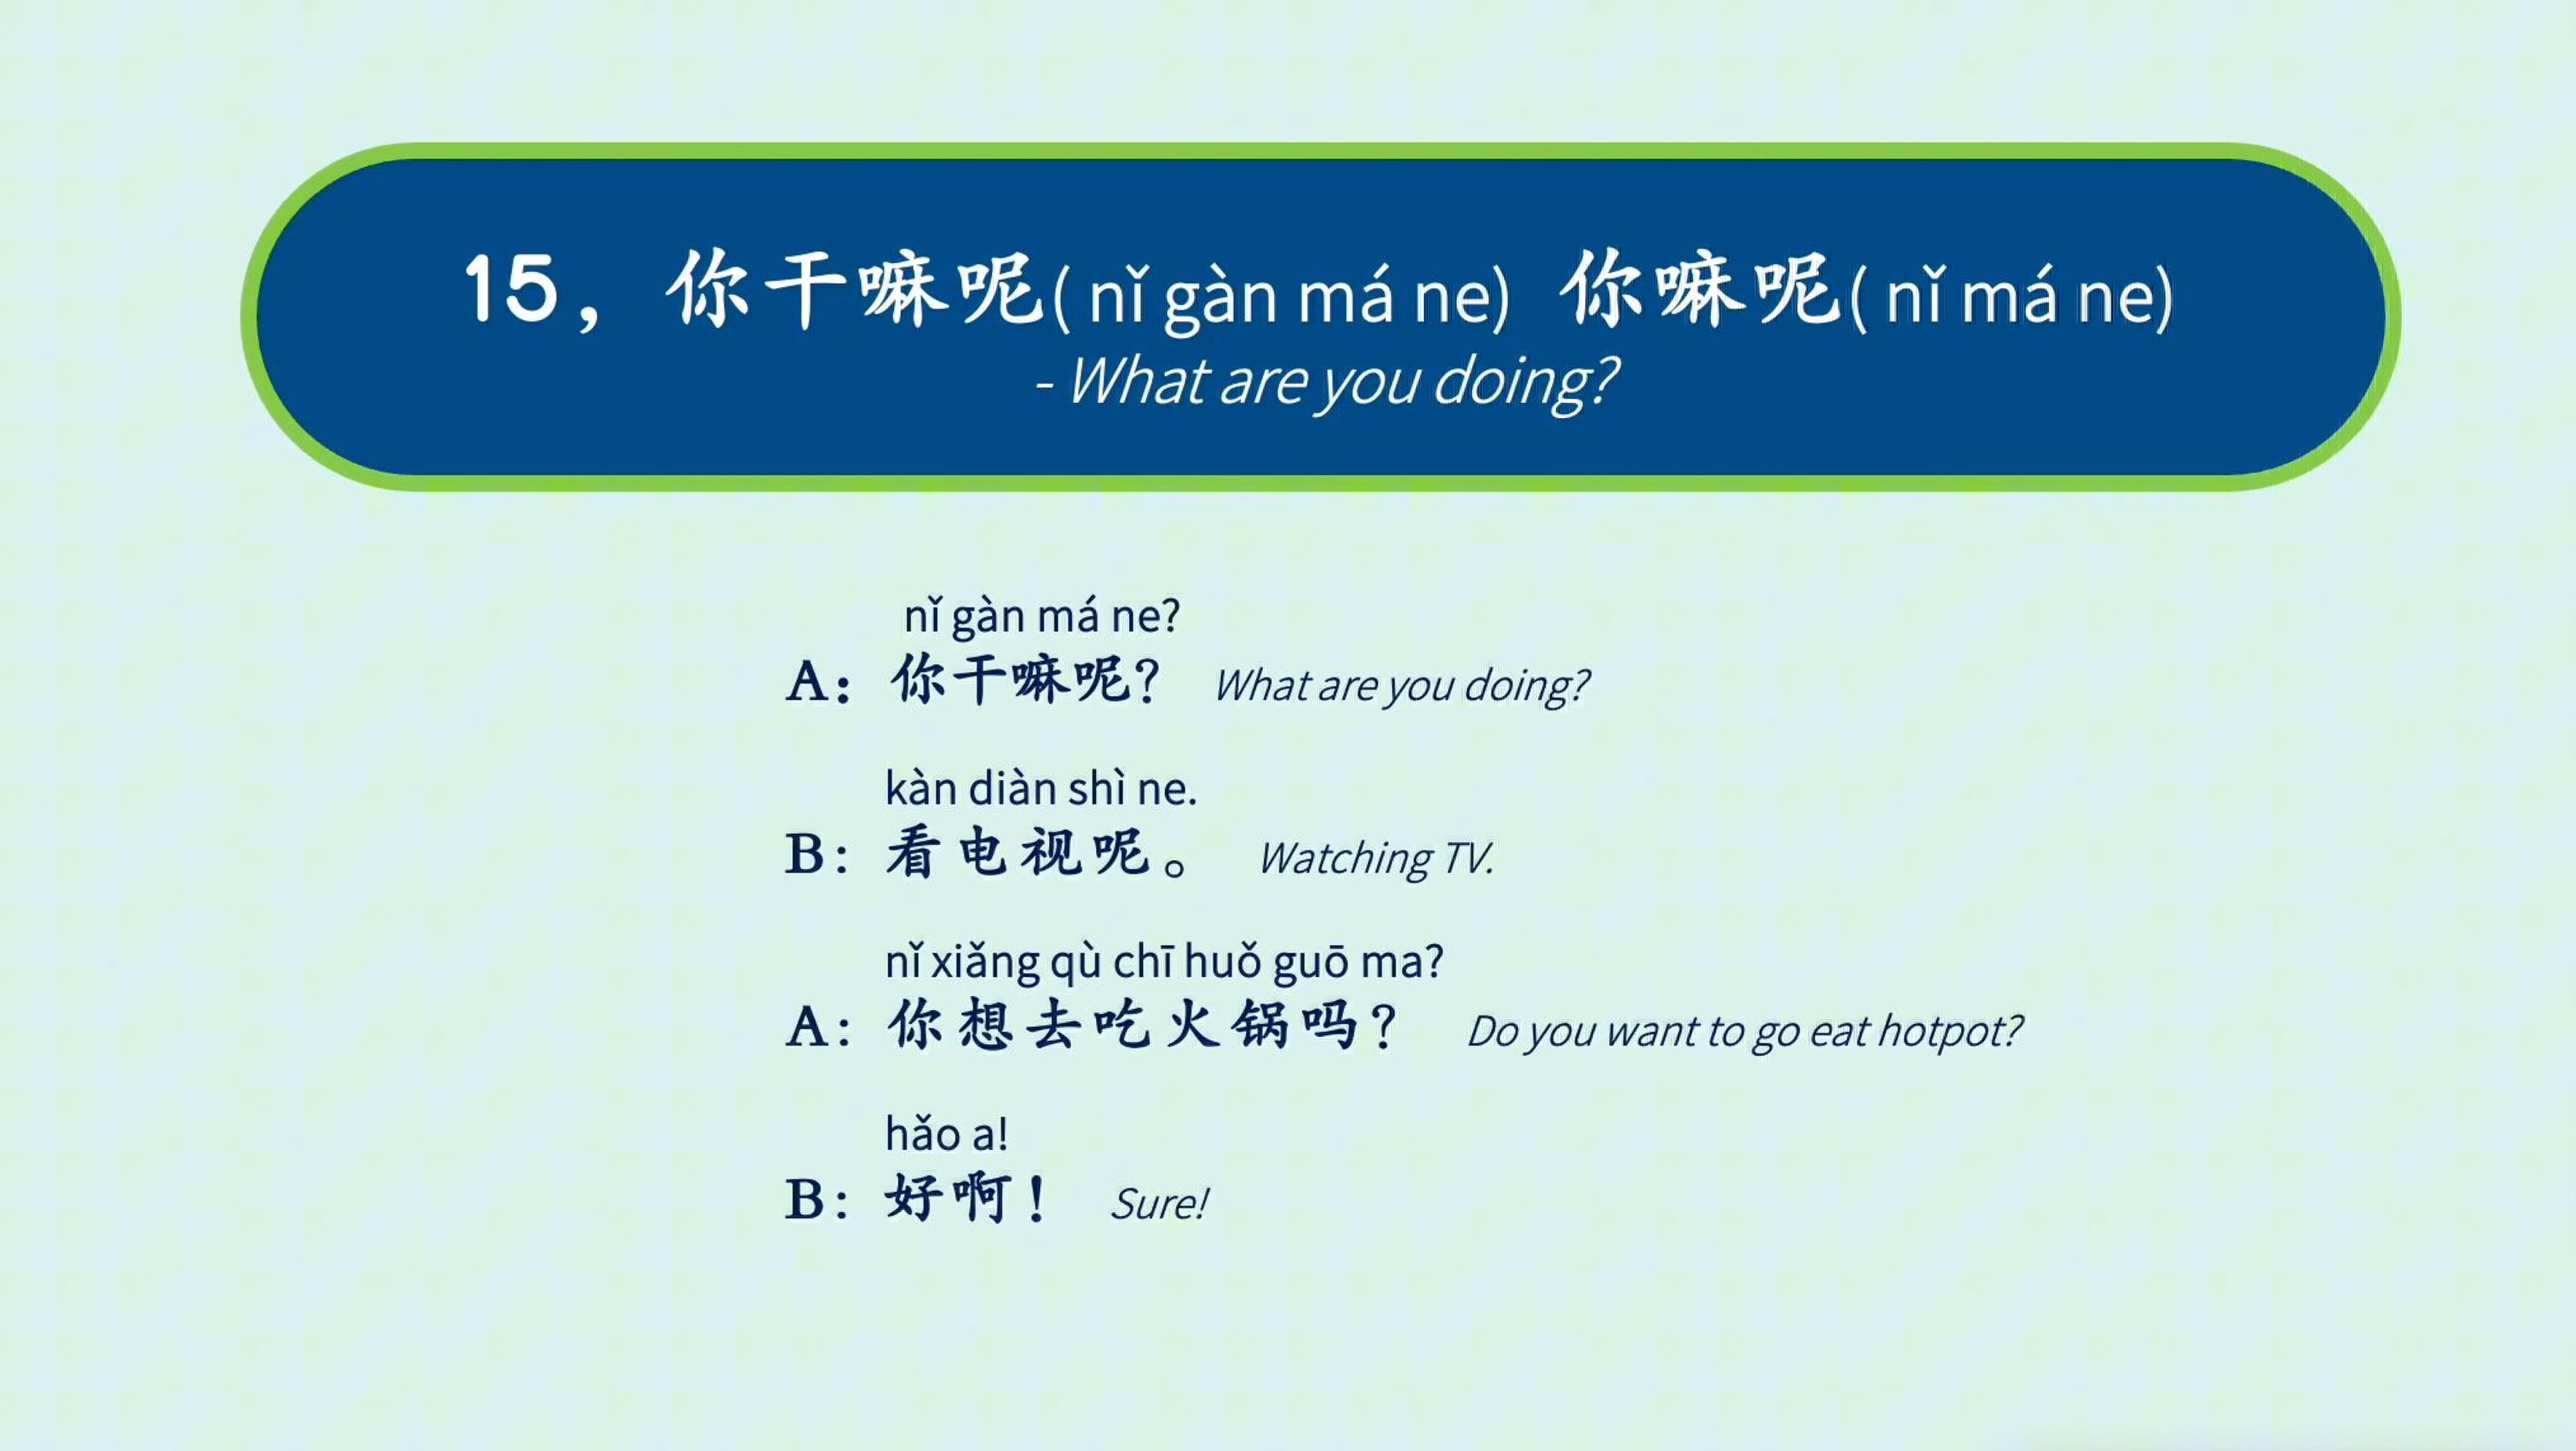 15，你干嘛呢( nǐ gàn má ne) 你嘛呢( nǐ má ne)
- What are you doing?
nǐ gàn má ne?
A：你干嘛呢？ What are you doing?
kàn diàn shì ne.
B：看电视呢。 Watching TV.
nǐ xiǎng qù chī huǒ guō ma?
A：你想去吃火锅吗？ Do you want to go eat hotpot?
hǎo a!
B：好啊！ Sure!